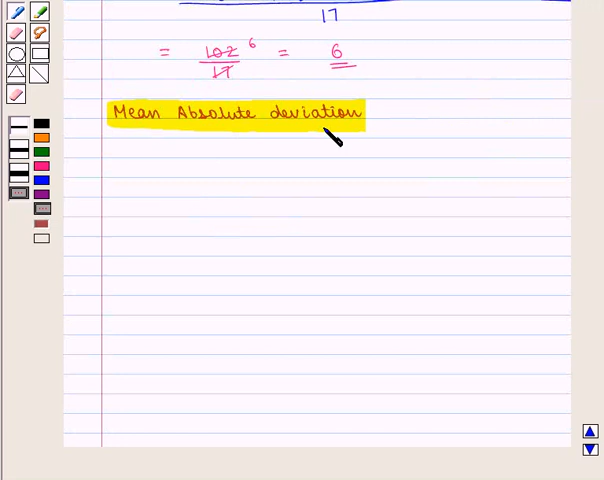 17
= 102 6 = 6
17
Mean Absolute deviation